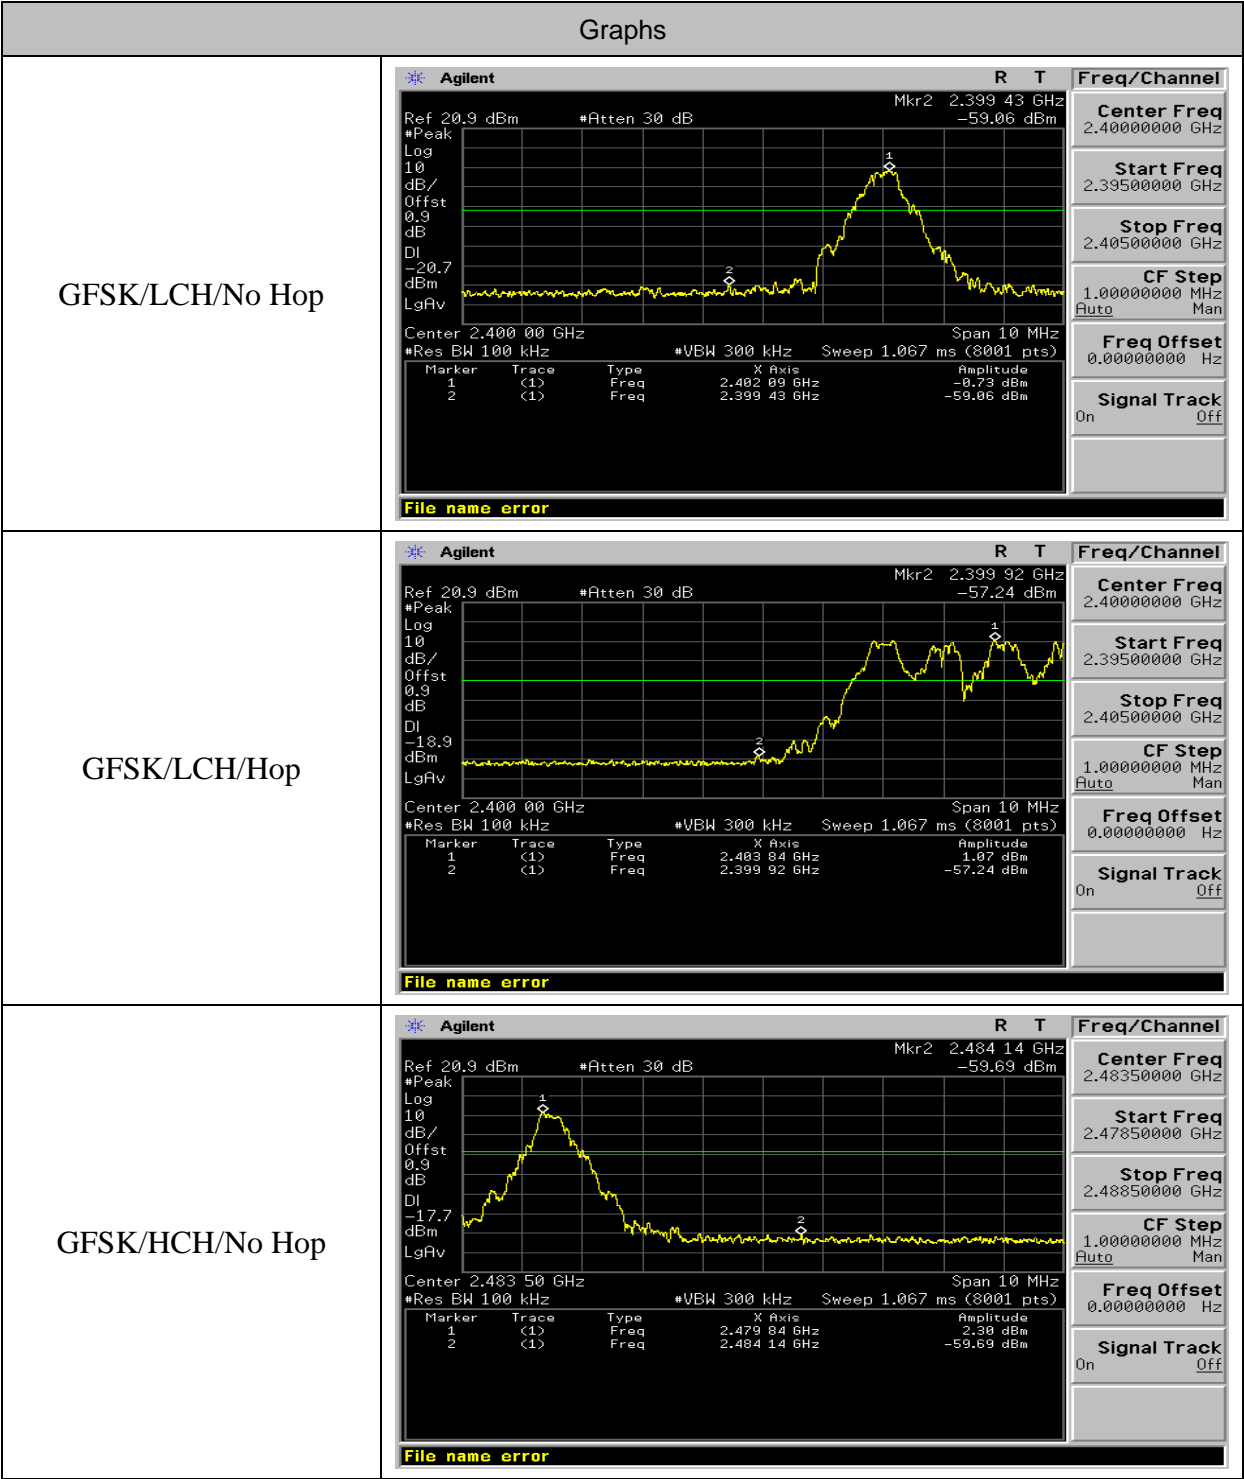 Graphs
GFSK/LCH/No Hop
Agilent R T Freq/Channel
Mkr2 2.399 43 GHz
Ref 20.9 dBm #Atten 30 dB -59.06 dBm
#Peak
Log
10
dB/
Offst
0.9
dB
DI
-20.7
dBm
LgAv
1
2
Center 2.400 00 GHz Span 10 MHz
#Res BW 100 kHz #VBW 300 kHz Sweep 1.067 ms (8001 pts)
Marker Trace Type X Axis Amplitude
1 (1) Freq 2.402 09 GHz -0.73 dBm
2 (1) Freq 2.399 43 GHz -59.06 dBm
File name error
Center Freq
2.40000000 GHz
Start Freq
2.39500000 GHz
Stop Freq
2.40500000 GHz
CF Step
1.00000000 MHz
Auto Man
Freq Offset
0.00000000 Hz
Signal Track
On Off
GFSK/LCH/Hop
Agilent R T Freq/Channel
Mkr2 2.399 92 GHz
Ref 20.9 dBm #Atten 30 dB -57.24 dBm
#Peak
Log
10
dB/
Offst
0.9
dB
DI
-18.9
dBm
LgAv
1
2
Center 2.400 00 GHz Span 10 MHz
#Res BW 100 kHz #VBW 300 kHz Sweep 1.067 ms (8001 pts)
Marker Trace Type X Axis Amplitude
1 (1) Freq 2.403 84 GHz 1.07 dBm
2 (1) Freq 2.399 92 GHz -57.24 dBm
File name error
Center Freq
2.40000000 GHz
Start Freq
2.39500000 GHz
Stop Freq
2.40500000 GHz
CF Step
1.00000000 MHz
Auto Man
Freq Offset
0.00000000 Hz
Signal Track
On Off
GFSK/HCH/No Hop
Agilent R T Freq/Channel
Mkr2 2.484 14 GHz
Ref 20.9 dBm #Atten 30 dB -59.69 dBm
#Peak
Log
10
dB/
Offst
0.9
dB
DI
-17.7
dBm
LgAv
1
2
Center 2.483 50 GHz Span 10 MHz
#Res BW 100 kHz #VBW 300 kHz Sweep 1.067 ms (8001 pts)
Marker Trace Type X Axis Amplitude
1 (1) Freq 2.479 84 GHz 2.30 dBm
2 (1) Freq 2.484 14 GHz -59.69 dBm
File name error
Center Freq
2.48350000 GHz
Start Freq
2.47850000 GHz
Stop Freq
2.48850000 GHz
CF Step
1.00000000 MHz
Auto Man
Freq Offset
0.00000000 Hz
Signal Track
On Off